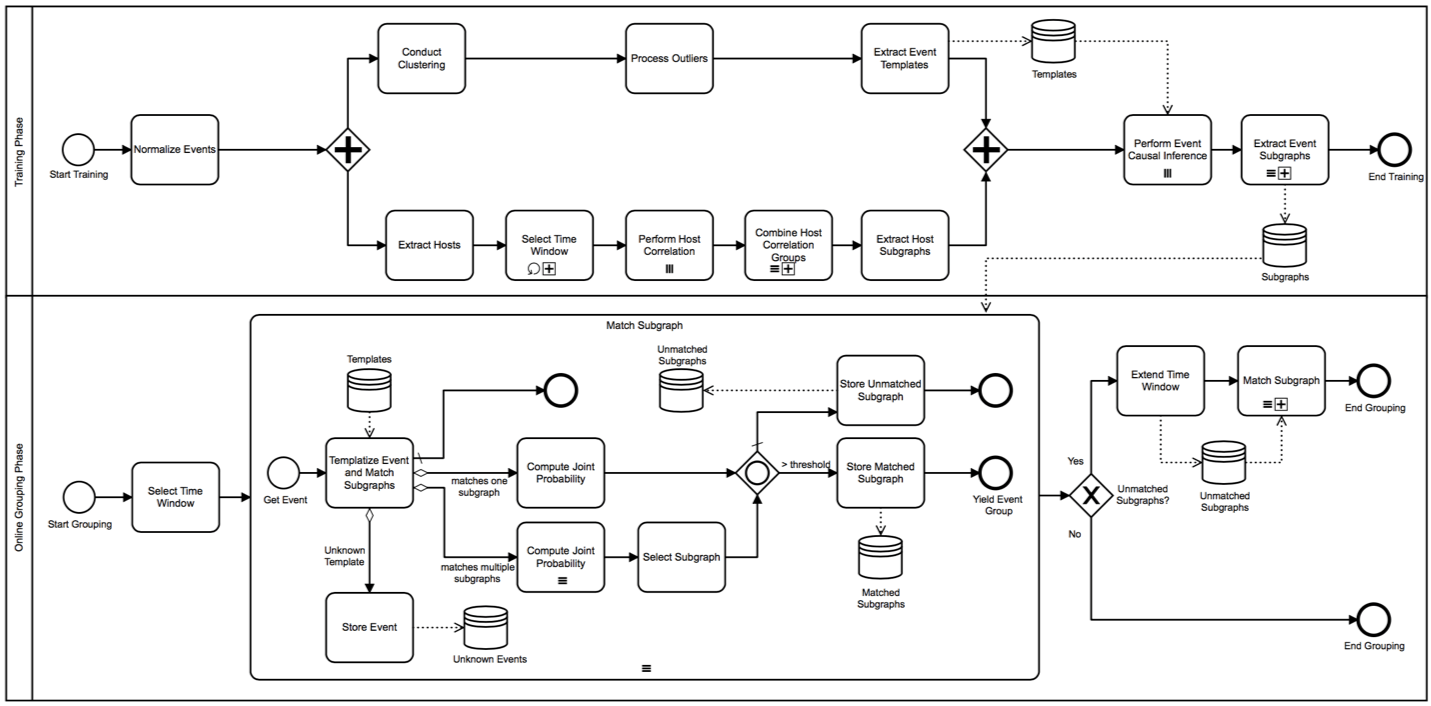 Training Phase
Start Training
Normalize Events
Conduct
Clustering
Process Outliers
Extract Event
Templates
Templates
Extract Hosts
Select Time
Window
Perform Host
Correlation
Combine Host
Correlation
Groups
Extract Host
Subgraphs
Perform Event
Causal Inference
Extract Event
Subgraphs
End Training
Subgraphs
Online Grouping Phase
Start Grouping
Select Time
Window
Match Subgraph
Templates
Get Event
Templatize Event
and Match
Subgraphs
matches one
subgraph
Compute Joint
Probability
matches multiple
subgraphs
Compute Joint
Probability
Select Subgraph
Unknown
Template
Store Event
Unknown Events
Unmatched
Subgraphs
Store Unmatched
Subgraph
> threshold
Store Matched
Subgraph
Yield Event
Group
Matched
Subgraphs
Unmatched
Subgraphs?
Yes
No
Extend Time
Window
Match Subgraph
End Grouping
Unmatched
Subgraphs
End Grouping